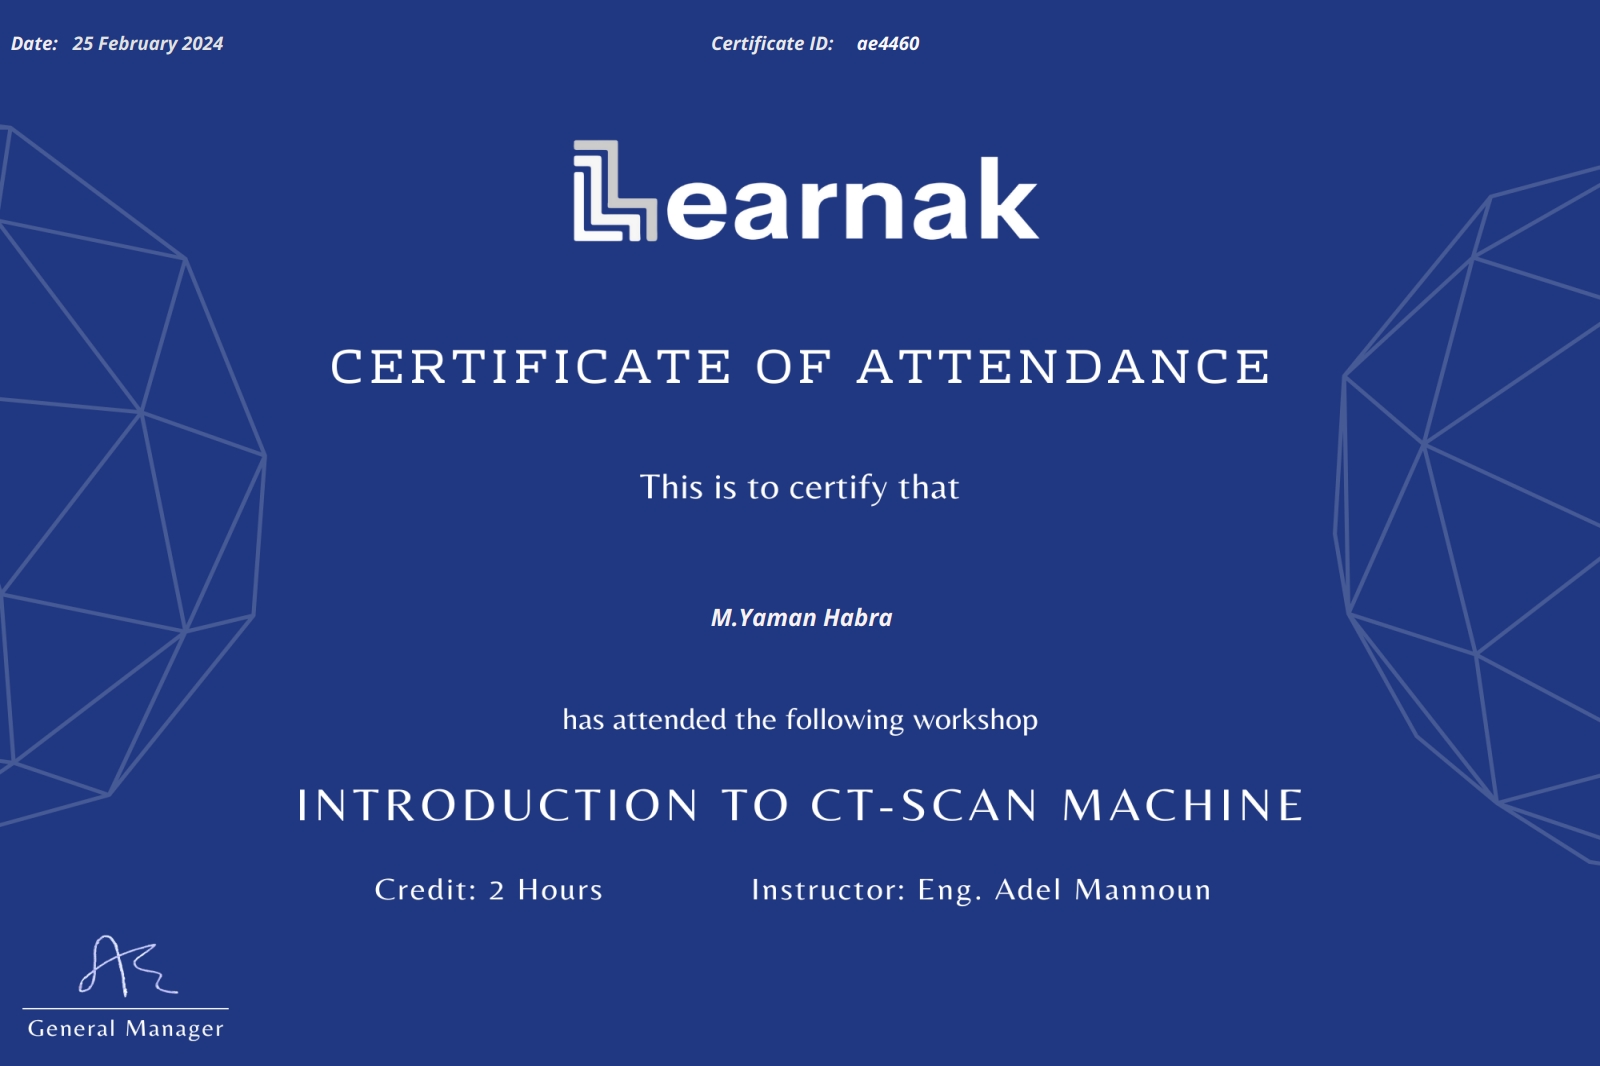 Date: 25 February 2024
Certificate ID: ae4460
Learnak
CERTIFICATE OF ATTENDANCE
This is to certify that
M.Yaman Habra
has attended the following workshop
INTRODUCTION TO CT-SCAN MACHINE
Credit: 2 Hours
Instructor: Eng. Adel Mannoun
General Manager